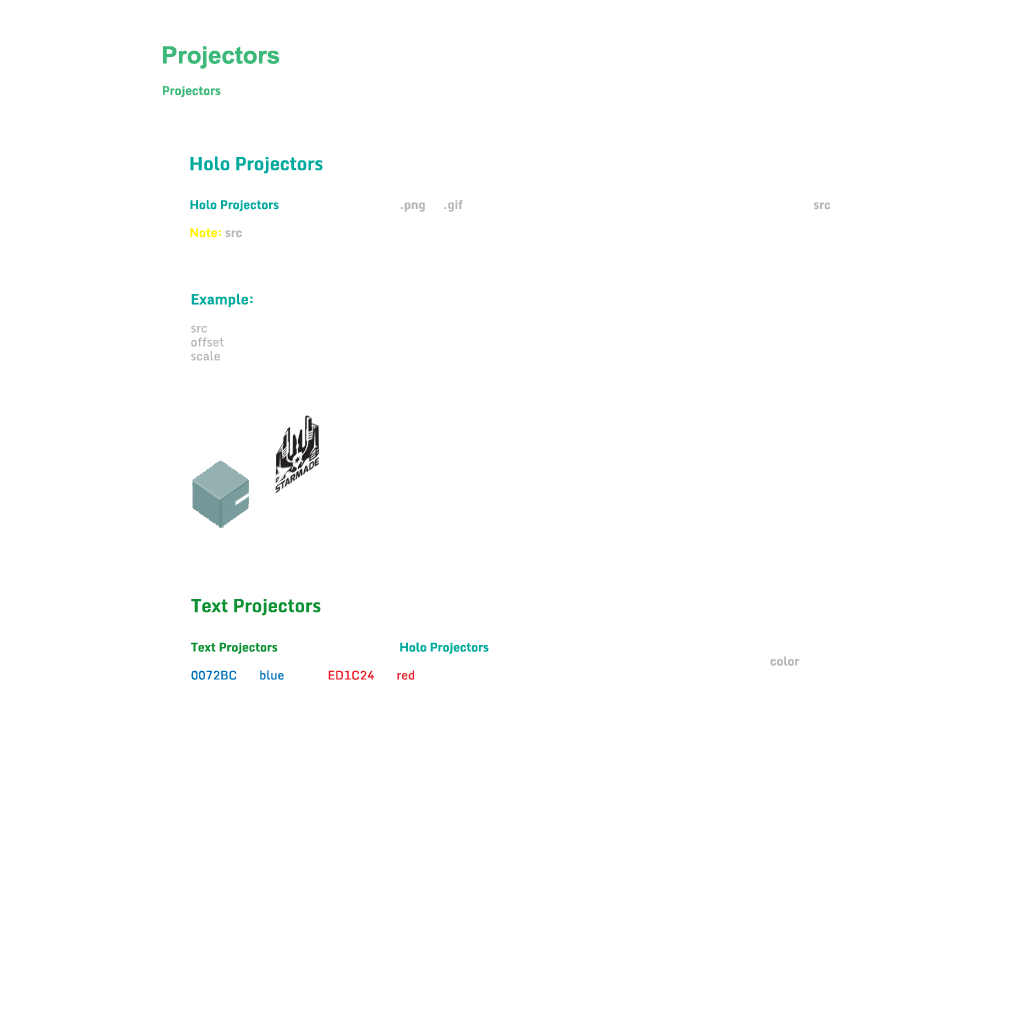 Projectors
Projectors
Holo Projectors
Holo Projectors .png .gif src
Note: src
Example:
src
offset
scale
STARMADE
Text Projectors
Text Projectors Holo Projectors
color
0072BC blue ED1C24 red